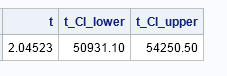 t t_CI_lower t_CI_upper
2.04523 50931.10 54250.50